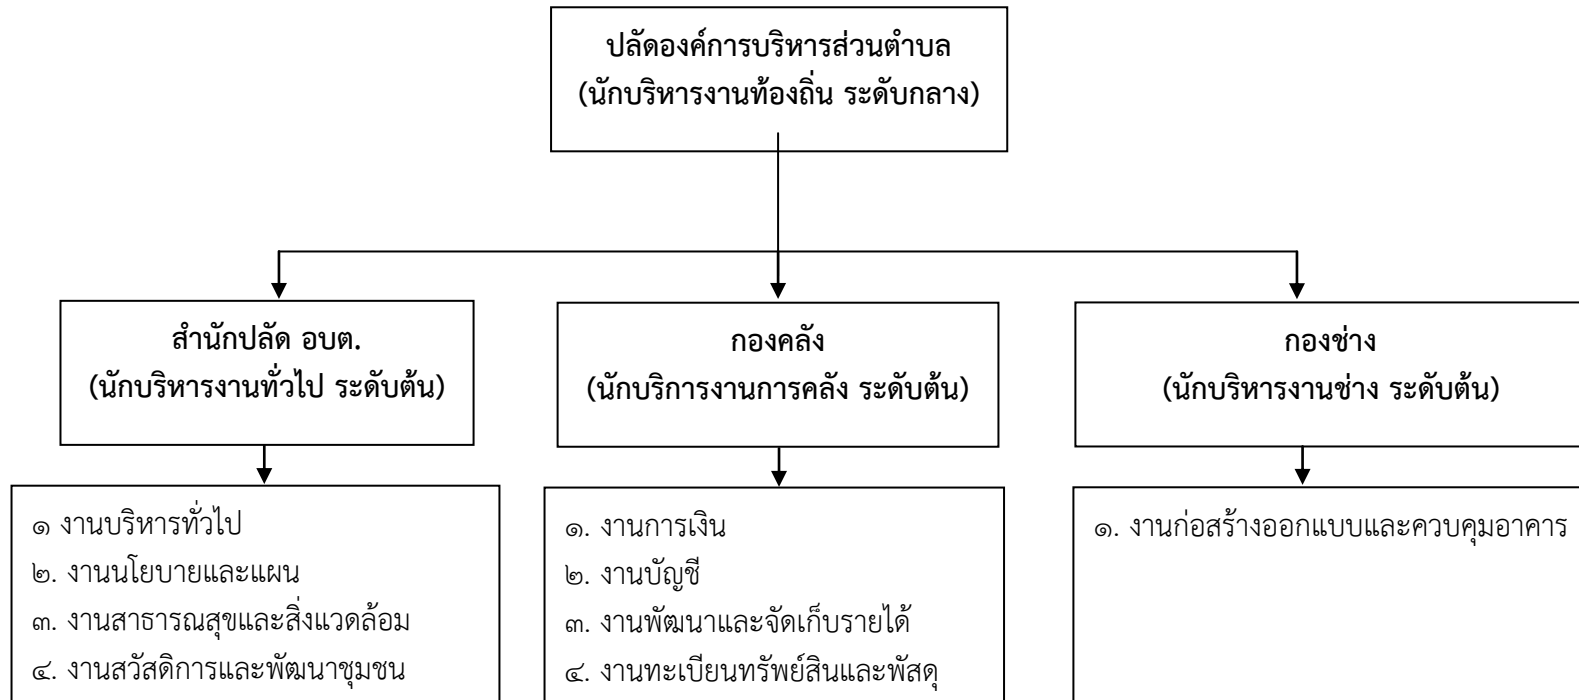 ปลัดองค์การบริหารส่วนตำบล
(นักบริหารงานท้องถิ่น ระดับกลาง)
สำนักปลัด อบต.
(นักบริหารงานทั่วไป ระดับต้น)
กองคลัง
(นักบริการงานการคลัง ระดับต้น)
กองช่าง
(นักบริหารงานช่าง ระดับต้น)
๑ งานบริหารทั่วไป
๒. งานนโยบายและแผน
๓. งานสาธารณสุขและสิ่งแวดล้อม
๔. งานสวัสดิการและพัฒนาชุมชน
๑. งานการเงิน
๒. งานบัญชี
๓. งานพัฒนาและจัดเก็บรายได้
๔. งานทะเบียนทรัพย์สินและพัสดุ
๑. งานก่อสร้างออกแบบและควบคุมอาคาร